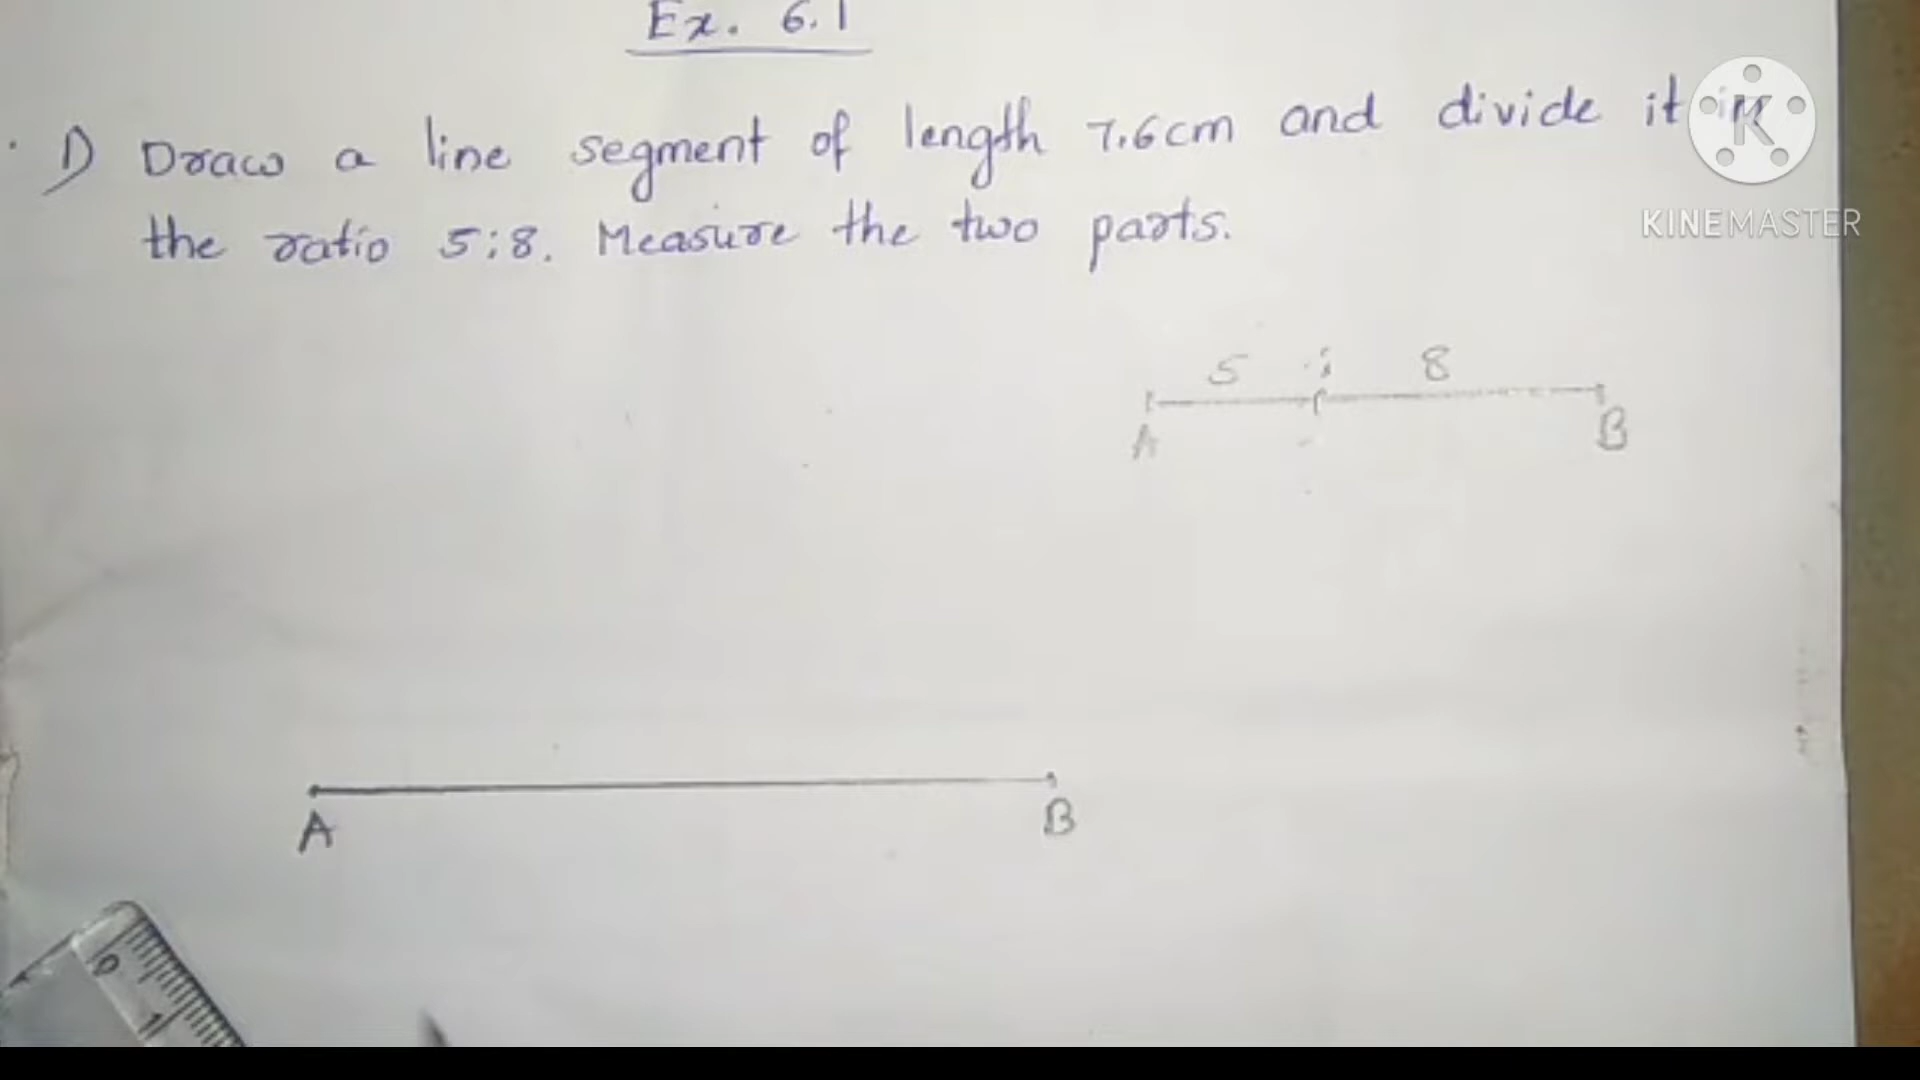 Ex. 6.1
1) Draw a line segment of length 7.6cm and divide it in
the ratio 5:8. Measure the two parts.
K
KINEMASTER
5 : 8
A B
A B
0
1